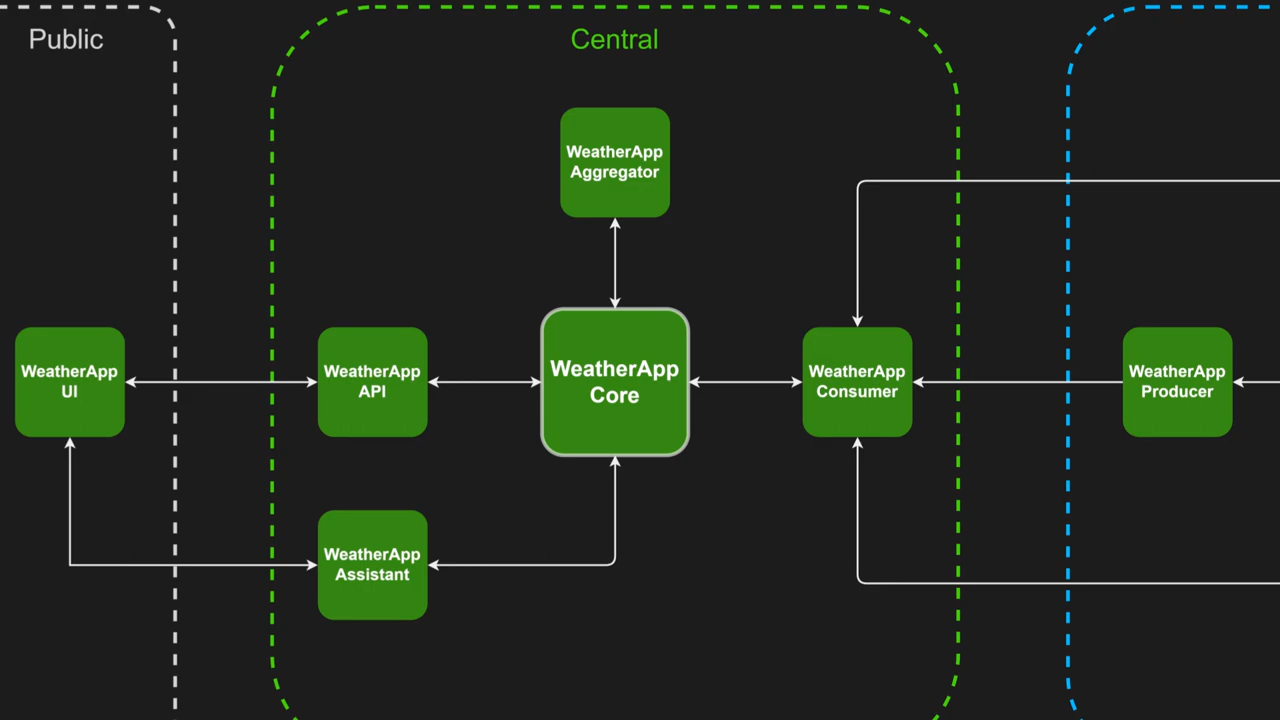 Public
Central
WeatherApp
Aggregator
WeatherApp
UI
WeatherApp
API
WeatherApp
Core
WeatherApp
Consumer
WeatherApp
Producer
WeatherApp
Assistant